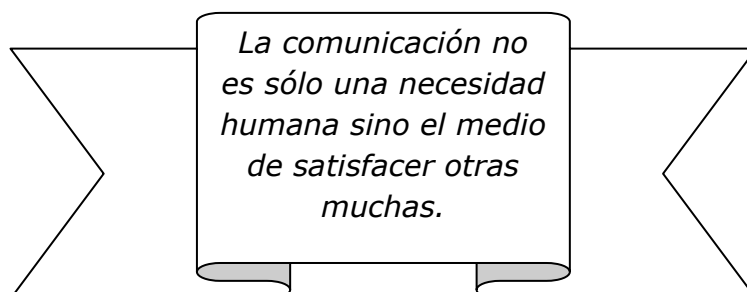 La comunicación no
es sólo una necesidad
humana sino el medio
de satisfacer otras
muchas.